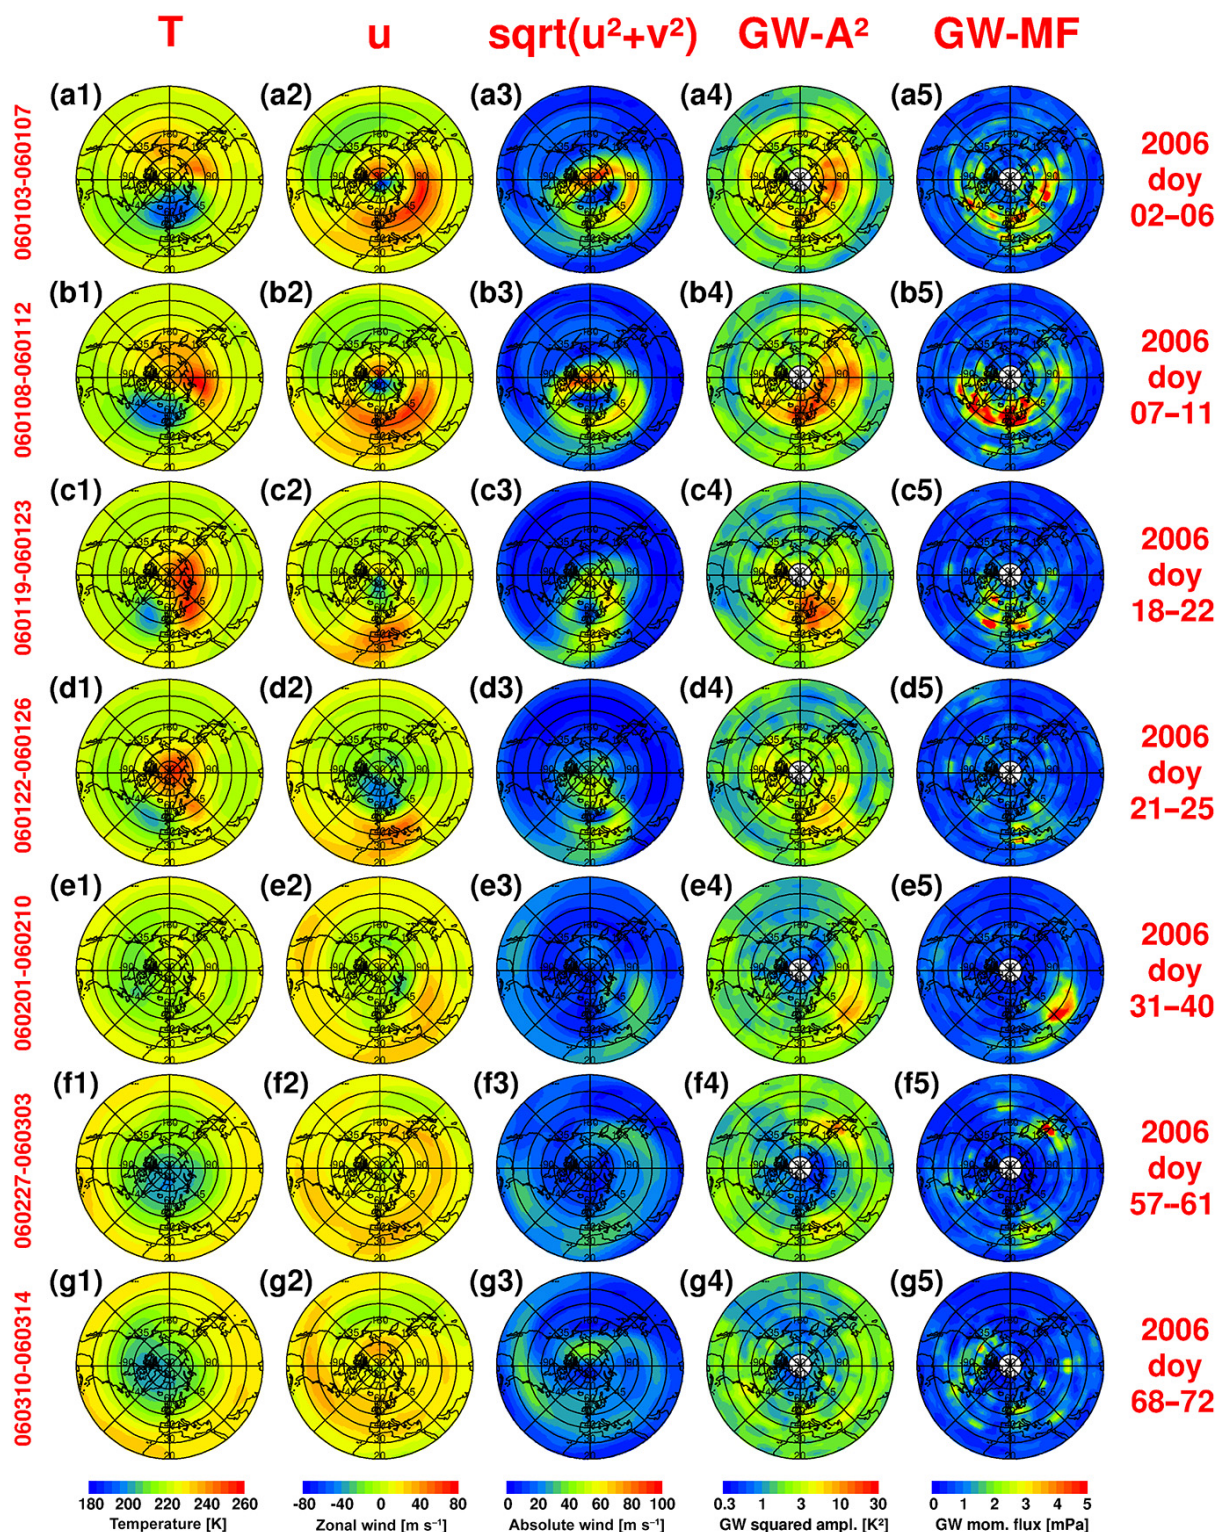 T u sqrt(u²+v²) GW-A² GW-MF
060103-060107 (a1) (a2) (a3) (a4) (a5) 2006 doy 02–06
060108-060112 (b1) (b2) (b3) (b4) (b5) 2006 doy 07–11
060119-060123 (c1) (c2) (c3) (c4) (c5) 2006 doy 18–22
060122-060126 (d1) (d2) (d3) (d4) (d5) 2006 doy 21–25
060201-060210 (e1) (e2) (e3) (e4) (e5) 2006 doy 31–40
060227-060303 (f1) (f2) (f3) (f4) (f5) 2006 doy 57--61
060310-060314 (g1) (g2) (g3) (g4) (g5) 2006 doy 68–72
180 200 220 240 260 -80 -40 0 40 80 0 20 40 60 80 100 0.3 1 3 10 30 0 1 2 3 4 5
Temperature [K] Zonal wind [m s⁻¹] Absolute wind [m s⁻¹] GW squared ampl. [K²] GW mom. flux [mPa]